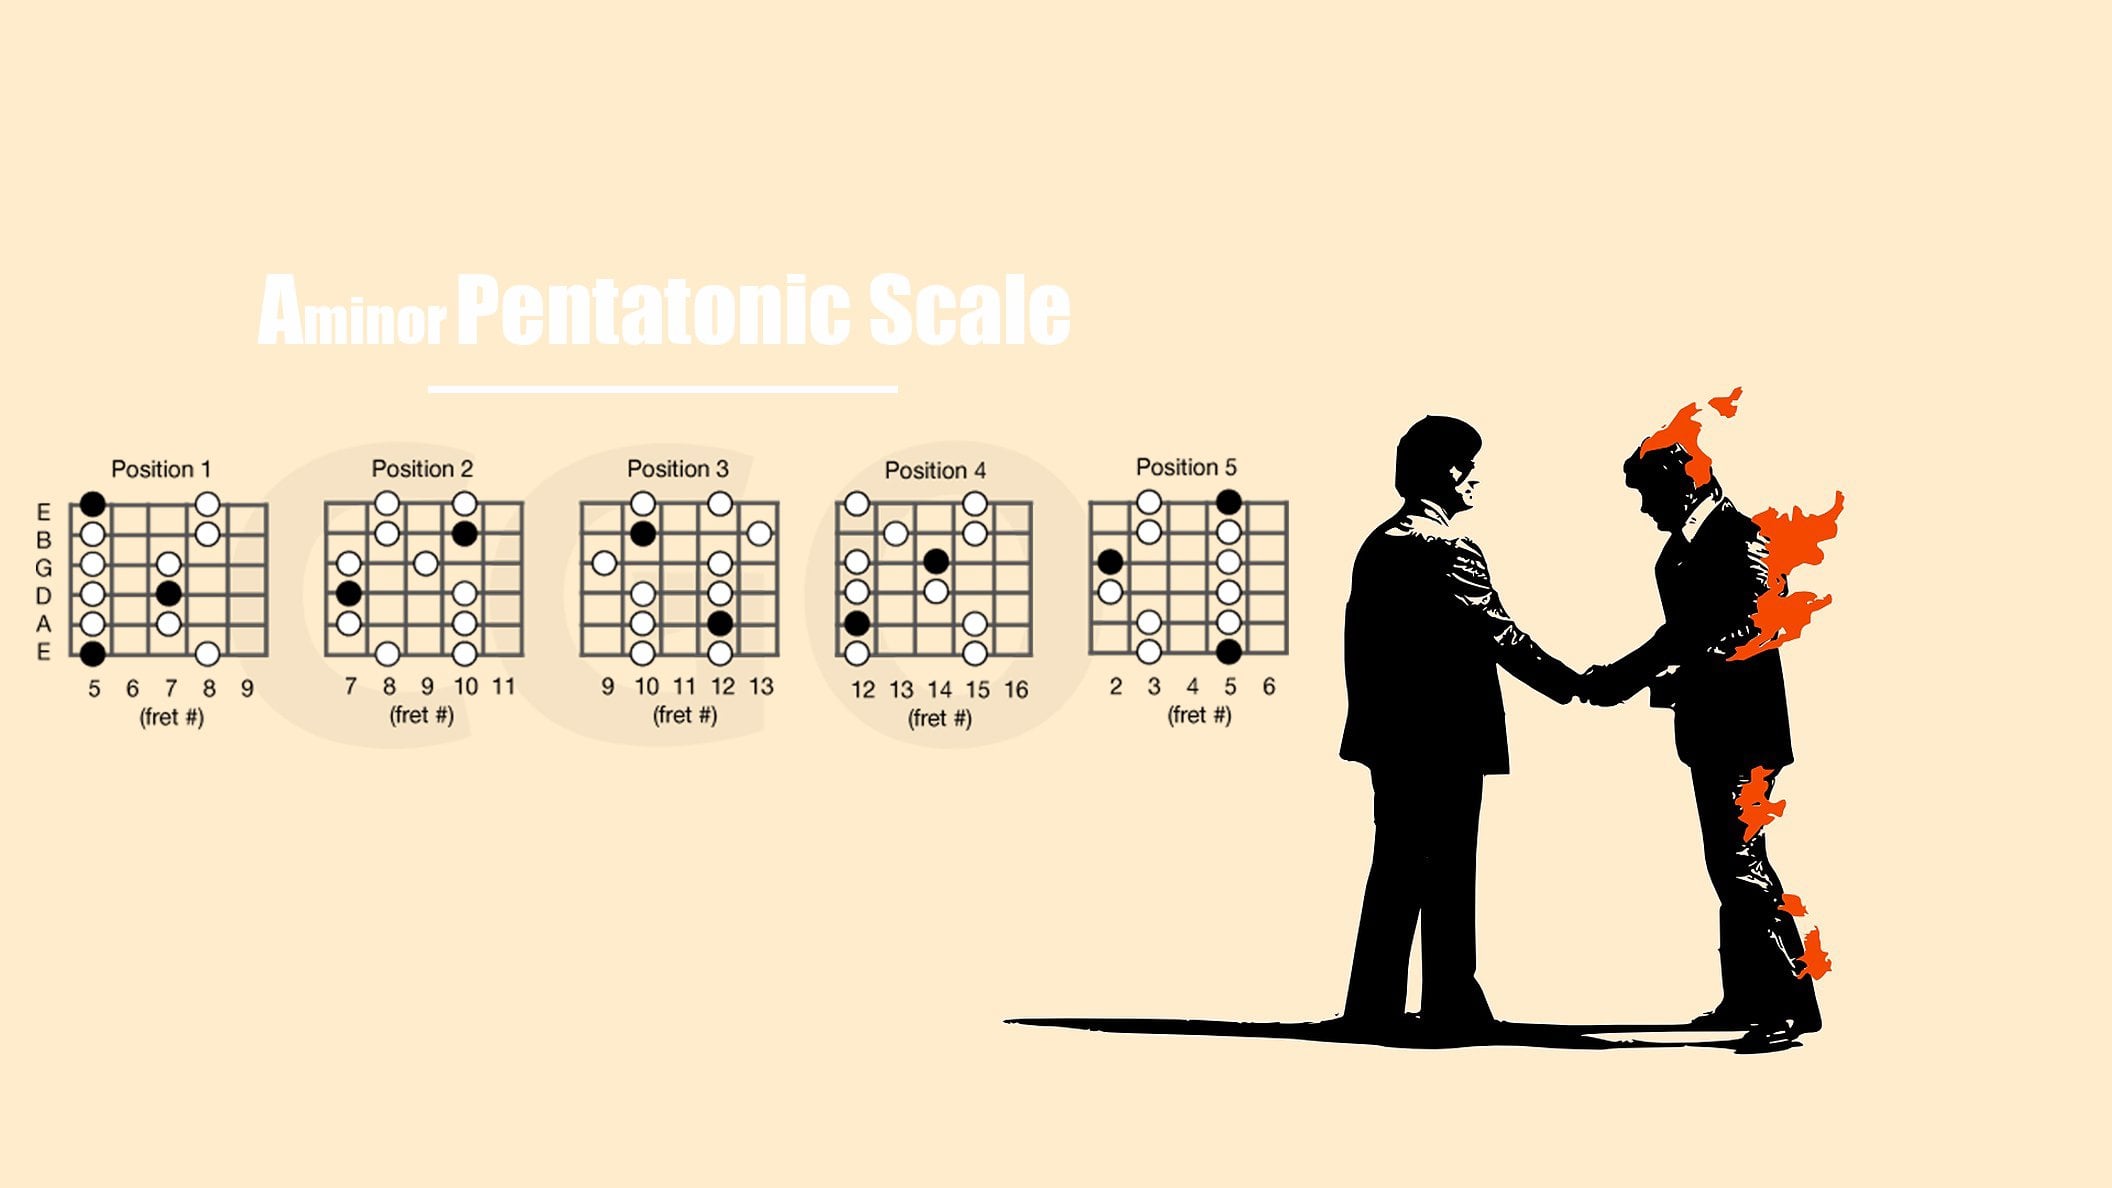 Aminor Pentatonic Scale
Position 1
E
B
G
D
A
E
5 6 7 8 9
(fret #)
Position 2
7 8 9 10 11
(fret #)
Position 3
9 10 11 12 13
(fret #)
Position 4
12 13 14 15 16
(fret #)
Position 5
2 3 4 5 6
(fret #)
CGO